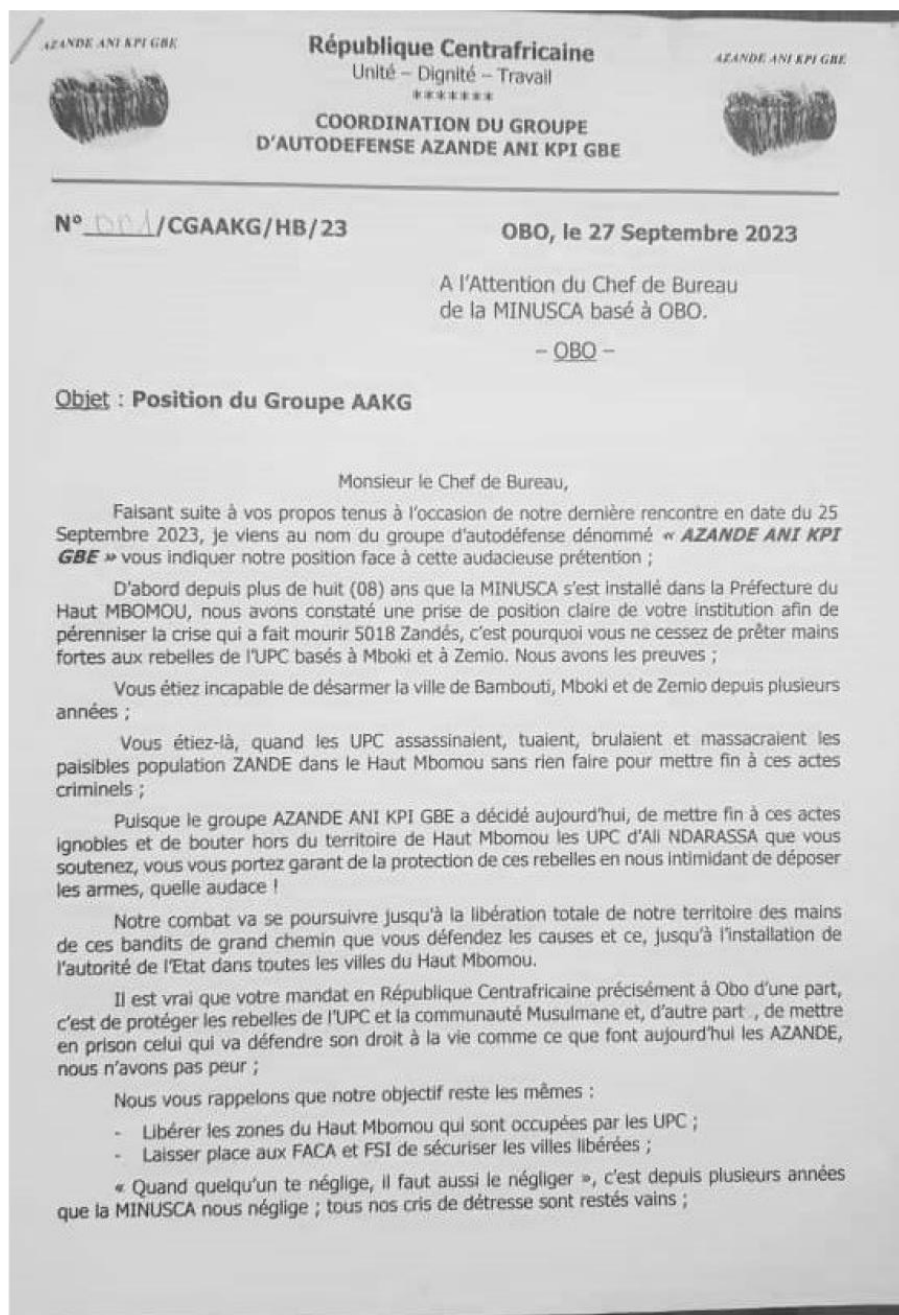 AZANDE ANI KPI GBE
République Centrafricaine
Unité – Dignité – Travail
*******
COORDINATION DU GROUPE
D'AUTODEFENSE AZANDE ANI KPI GBE
AZANDE ANI KPI GBE
N° 001/CGAAKG/HB/23
OBO, le 27 Septembre 2023
A l'Attention du Chef de Bureau
de la MINUSCA basé à OBO.
– OBO –
Objet : Position du Groupe AAKG
Monsieur le Chef de Bureau,
Faisant suite à vos propos tenus à l'occasion de notre dernière rencontre en date du 25
Septembre 2023, je viens au nom du groupe d'autodéfense dénommé « AZANDE ANI KPI
GBE » vous indiquer notre position face à cette audacieuse prétention ;
D'abord depuis plus de huit (08) ans que la MINUSCA s'est installé dans la Préfecture du
Haut MBOMOU, nous avons constaté une prise de position claire de votre institution afin de
pérenniser la crise qui a fait mourir 5018 Zandés, c'est pourquoi vous ne cessez de prêter mains
fortes aux rebelles de l'UPC basés à Mboki et à Zemio. Nous avons les preuves ;
Vous étiez incapable de désarmer la ville de Bambouti, Mboki et de Zemio depuis plusieurs
années ;
Vous étiez-là, quand les UPC assassinaient, tuaient, brulaient et massacraient les
paisibles population ZANDE dans le Haut Mbomou sans rien faire pour mettre fin à ces actes
criminels ;
Puisque le groupe AZANDE ANI KPI GBE a décidé aujourd'hui, de mettre fin à ces actes
ignobles et de bouter hors du territoire de Haut Mbomou les UPC d'Ali NDARASSA que vous
soutenez, vous vous portez garant de la protection de ces rebelles en nous intimidant de déposer
les armes, quelle audace !
Notre combat va se poursuivre jusqu'à la libération totale de notre territoire des mains
de ces bandits de grand chemin que vous défendez les causes et ce, jusqu'à l'installation de
l'autorité de l'Etat dans toutes les villes du Haut Mbomou.
Il est vrai que votre mandat en République Centrafricaine précisément à Obo d'une part,
c'est de protéger les rebelles de l'UPC et la communauté Musulmane et, d'autre part , de mettre
en prison celui qui va défendre son droit à la vie comme ce que font aujourd'hui les AZANDE,
nous n'avons pas peur ;
Nous vous rappelons que notre objectif reste les mêmes :
- Libérer les zones du Haut Mbomou qui sont occupées par les UPC ;
- Laisser place aux FACA et FSI de sécuriser les villes libérées ;
« Quand quelqu'un te néglige, il faut aussi le négliger », c'est depuis plusieurs années
que la MINUSCA nous néglige ; tous nos cris de détresse sont restés vains ;